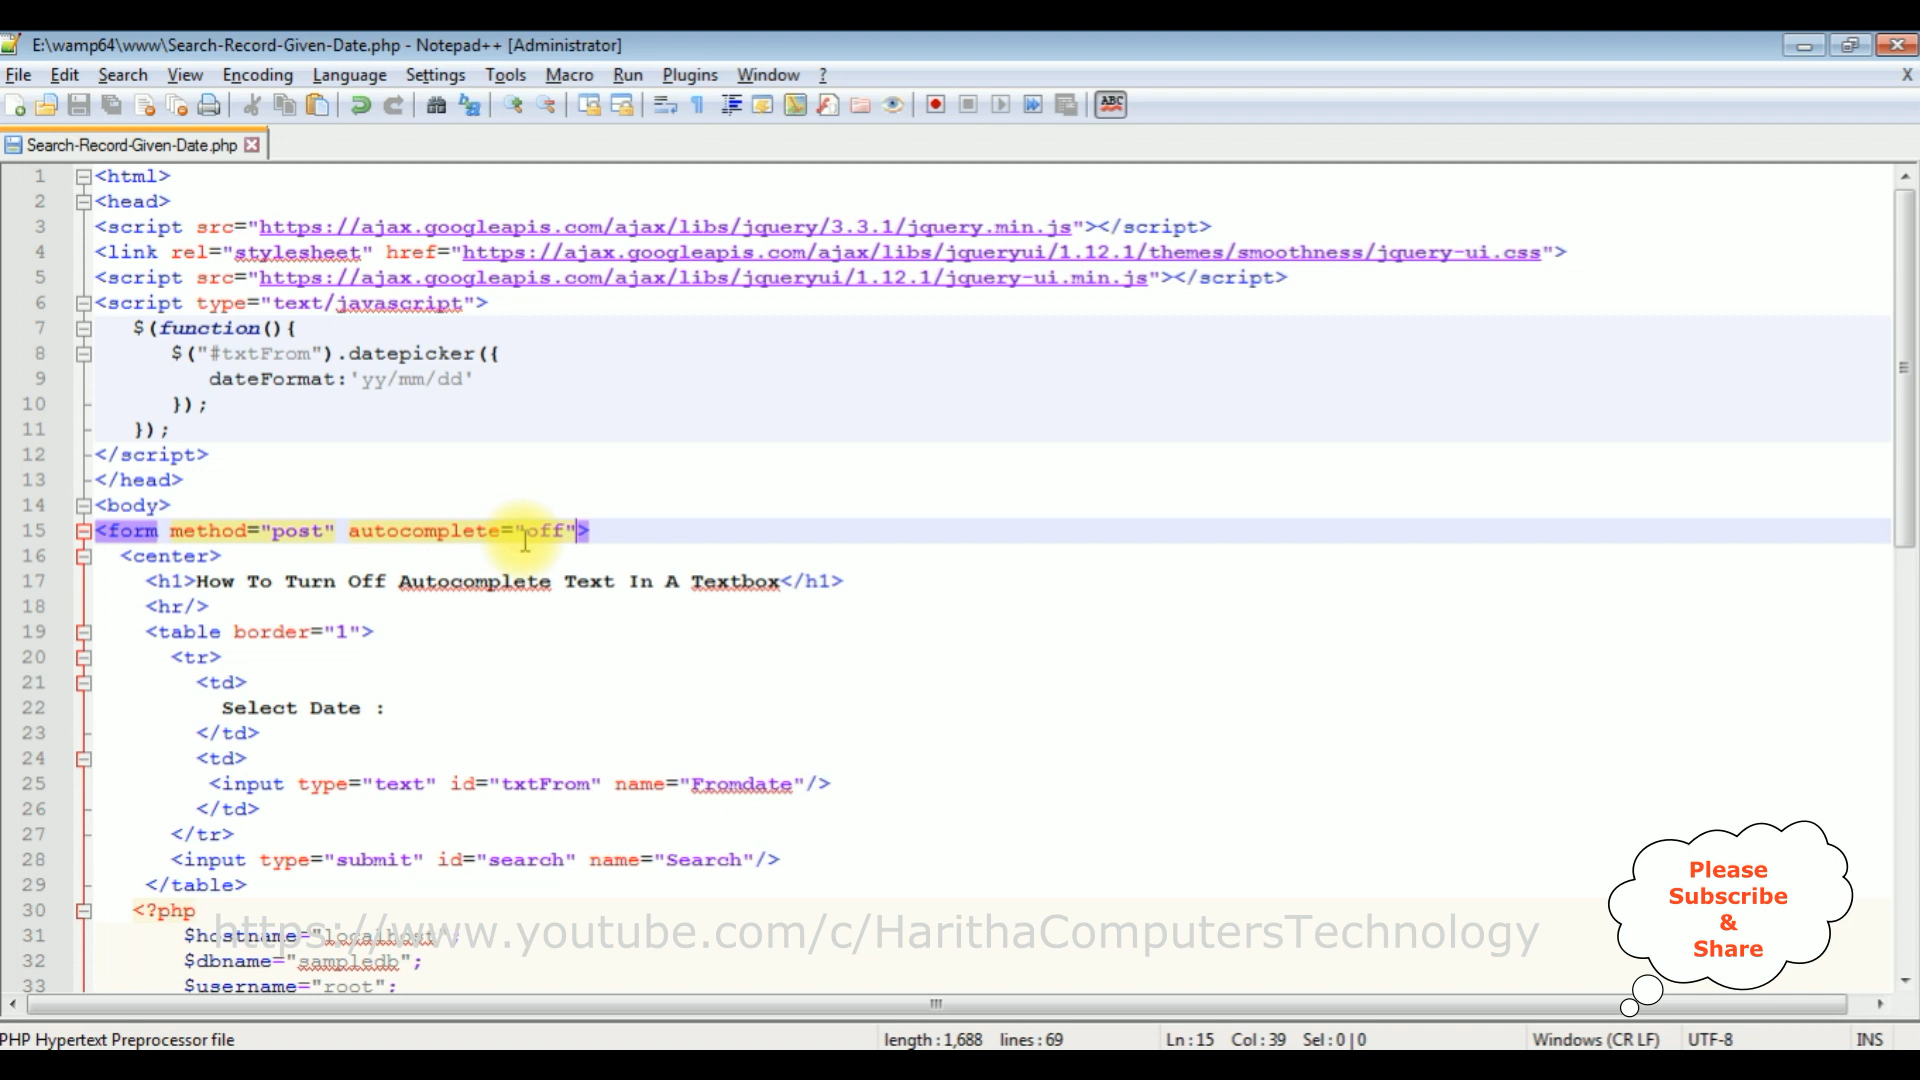 E:\wamp64\www\Search-Record-Given-Date.php - Notepad++ [Administrator]
File Edit Search View Encoding Language Settings Tools Macro Run Plugins Window ? X
ABC
Search-Record-Given-Date.php
1 <html>
2 <head>
3 <script src="https://ajax.googleapis.com/ajax/libs/jquery/3.3.1/jquery.min.js"></script>
4 <link rel="stylesheet" href="https://ajax.googleapis.com/ajax/libs/jqueryui/1.12.1/themes/smoothness/jquery-ui.css">
5 <script src="https://ajax.googleapis.com/ajax/libs/jqueryui/1.12.1/jquery-ui.min.js"></script>
6 <script type="text/javascript">
7 $(function(){
8 $("#txtFrom").datepicker({
9 dateFormat:'yy/mm/dd'
10 });
11 });
12 </script>
13 </head>
14 <body>
15 <form method="post" autocomplete="off">
16 <center>
17 <h1>How To Turn Off Autocomplete Text In A Textbox</h1>
18 <hr/>
19 <table border="1">
20 <tr>
21 <td>
22 Select Date :
23 </td>
24 <td>
25 <input type="text" id="txtFrom" name="Fromdate"/>
26 </td>
27 </tr>
28 <input type="submit" id="search" name="Search"/>
29 </table>
30 <?php
31 $hostname="localhost";
32 $dbname="sampledb";
33 $username="root";
https://www.youtube.com/c/HarithaComputersTechnology
Please
Subscribe
&
Share
PHP Hypertext Preprocessor file length : 1,688 lines : 69 Ln : 15 Col : 39 Sel : 0 | 0 Windows (CR LF) UTF-8 INS